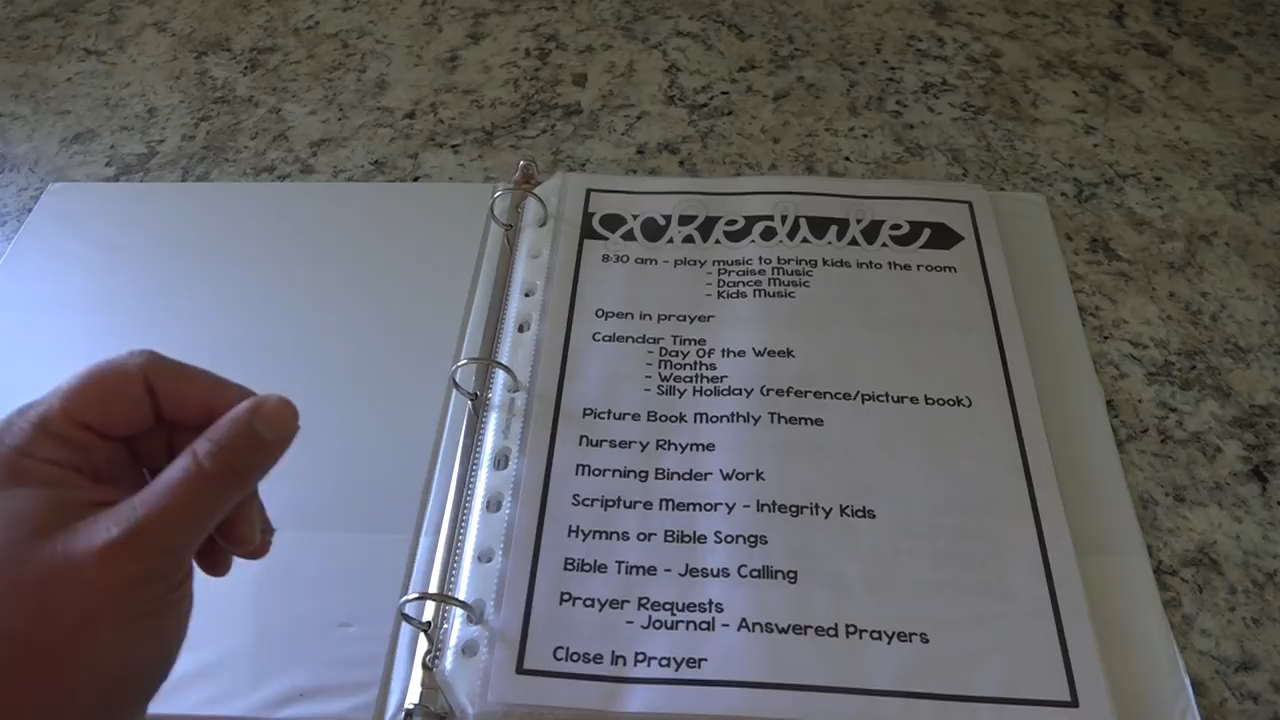 schedule
8:30 am - play music to bring kids into the room
- Praise Music
- Dance Music
- Kids Music
Open in prayer
Calendar Time
- Day Of the Week
- Months
- Weather
- Silly Holiday (reference/picture book)
Picture Book Monthly Theme
Nursery Rhyme
Morning Binder Work
Scripture Memory - Integrity Kids
Hymns or Bible Songs
Bible Time - Jesus Calling
Prayer Requests
- Journal - Answered Prayers
Close In Prayer